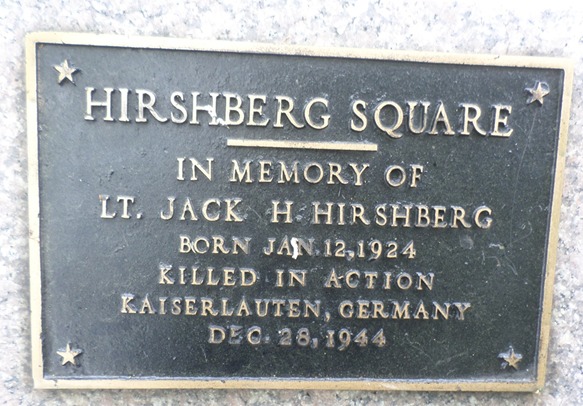 HIRSHBERG SQUARE
IN MEMORY OF
LT. JACK H. HIRSHBERG
BORN JAN. 12, 1924
KILLED IN ACTION
KAISERLAUTEN, GERMANY
DEC. 28, 1944